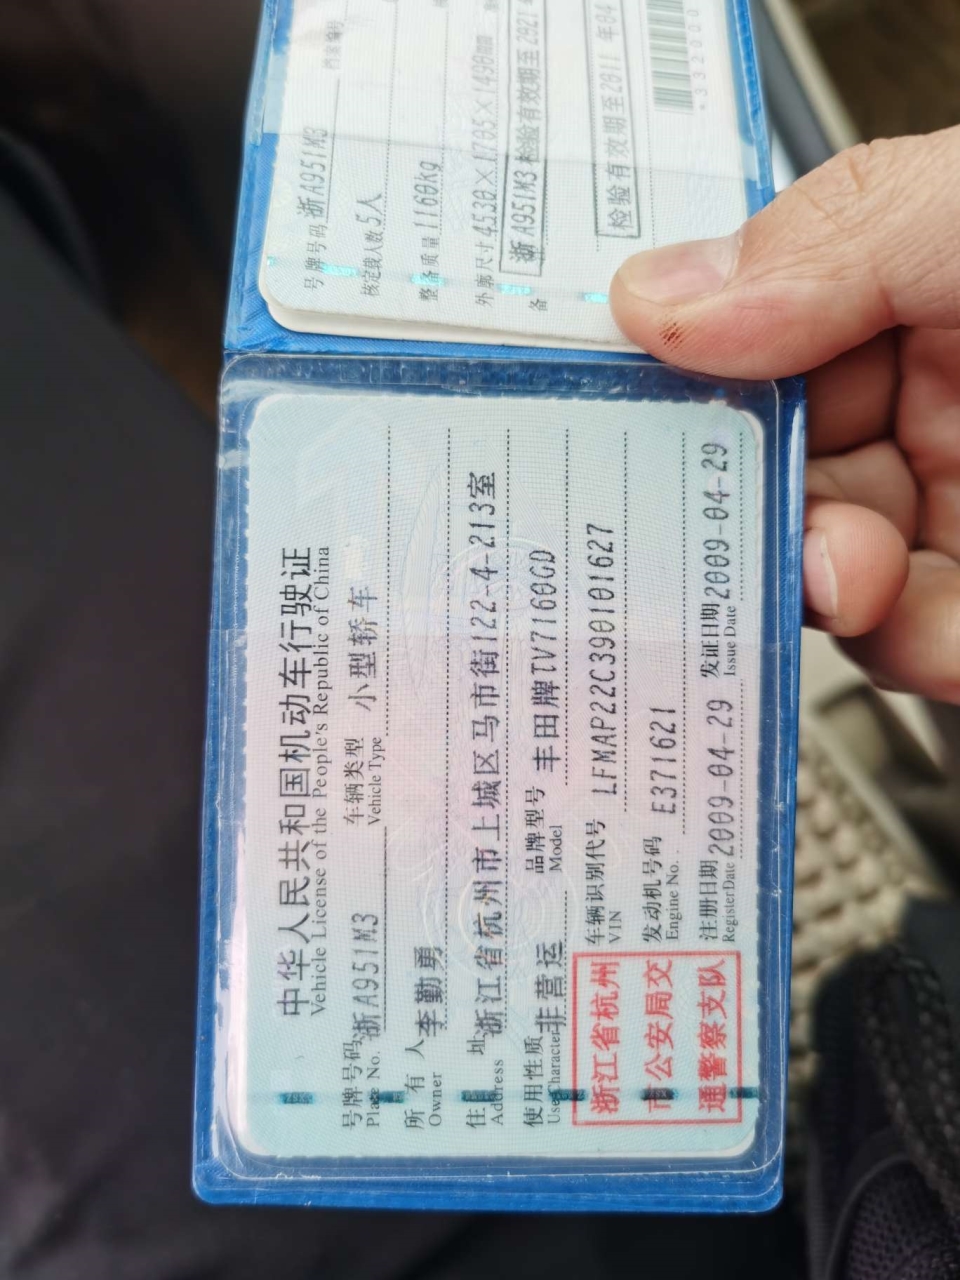 号牌号码 浙A951M3 档案编号
核定载人数 5人
整备质量 1160kg
外廓尺寸 4530×1705×1490mm
备
浙A951M3 检验有效期至
检验有效期至2011年04
中华人民共和国机动车行驶证
Vehicle License of the People's Republic of China
号牌号码 浙A951M3 车辆类型 小型轿车
Plate No. Vehicle Type
所有人 李勤勇
Owner
住址 浙江省杭州市上城区马市街122-4-213室
Address
使用性质 非营运 品牌型号 丰田牌TV7160GD
Use Character Model
车辆识别代号 LFMAP22C390101627
VIN
发动机号码 E371621
Engine No.
注册日期 2009-04-29 发证日期 2009-04-29
Register Date Issue Date
浙江省杭州
市公安局交
通警察支队